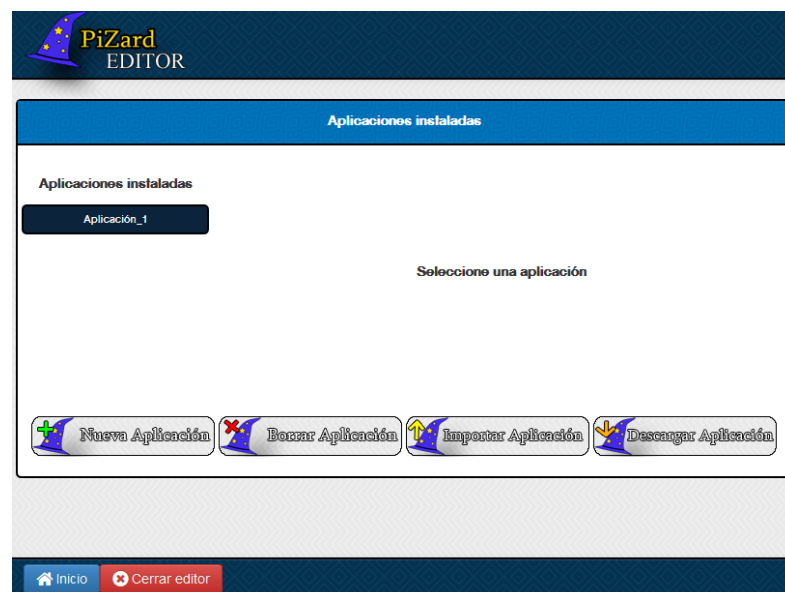 PiZard
EDITOR
Aplicaciones instaladas
Aplicaciones instaladas
Aplicación_1
Seleccione una aplicación
Nueva Aplicación
Borrar Aplicación
Importar Aplicación
Descargar Aplicación
Inicio
Cerrar editor